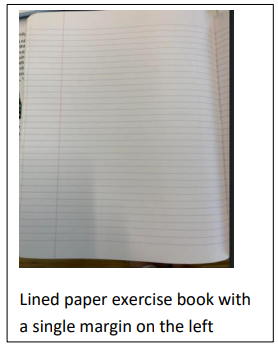 Lined paper exercise book with
a single margin on the left